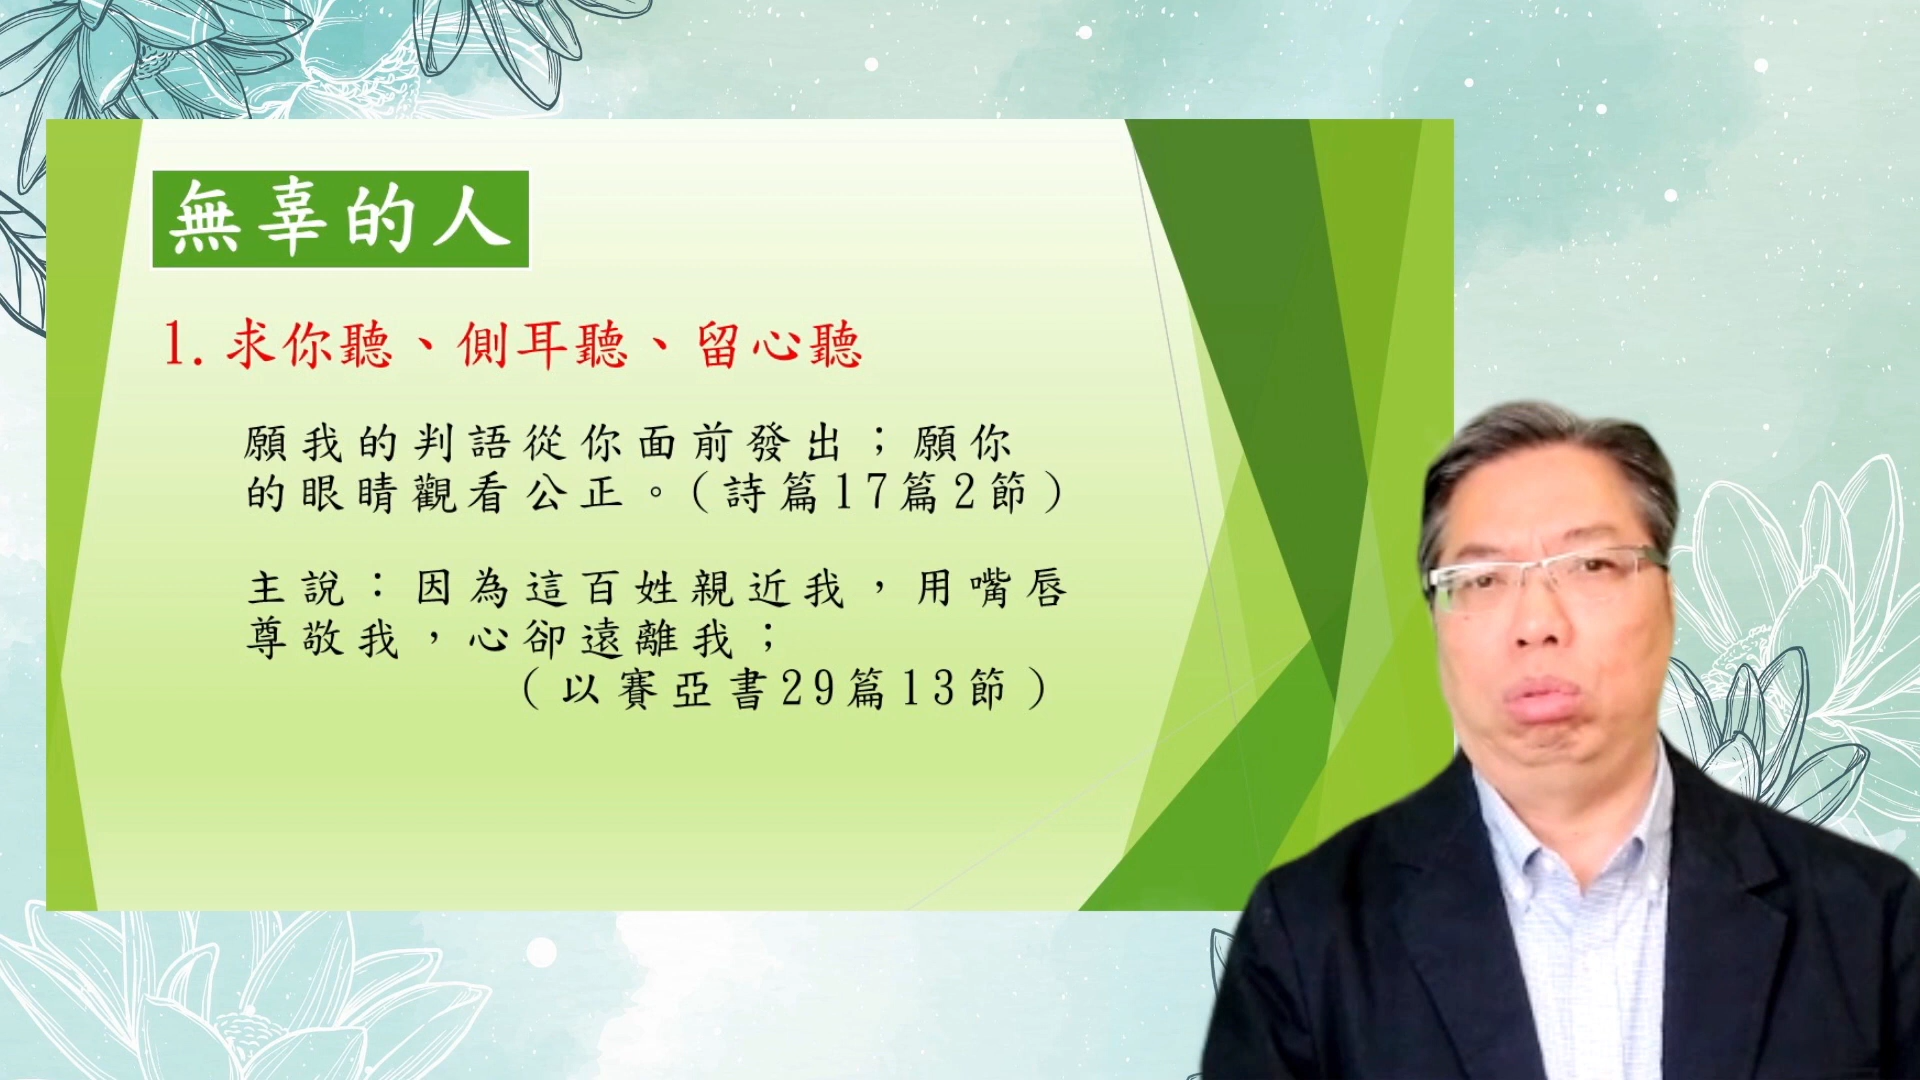 無辜的人
1.求你聽、側耳聽、留心聽
願我的判語從你面前發出；願你
的眼睛觀看公正。(詩篇17篇2節)
主說：因為這百姓親近我，用嘴唇
尊敬我，心卻遠離我；
(以賽亞書29篇13節)